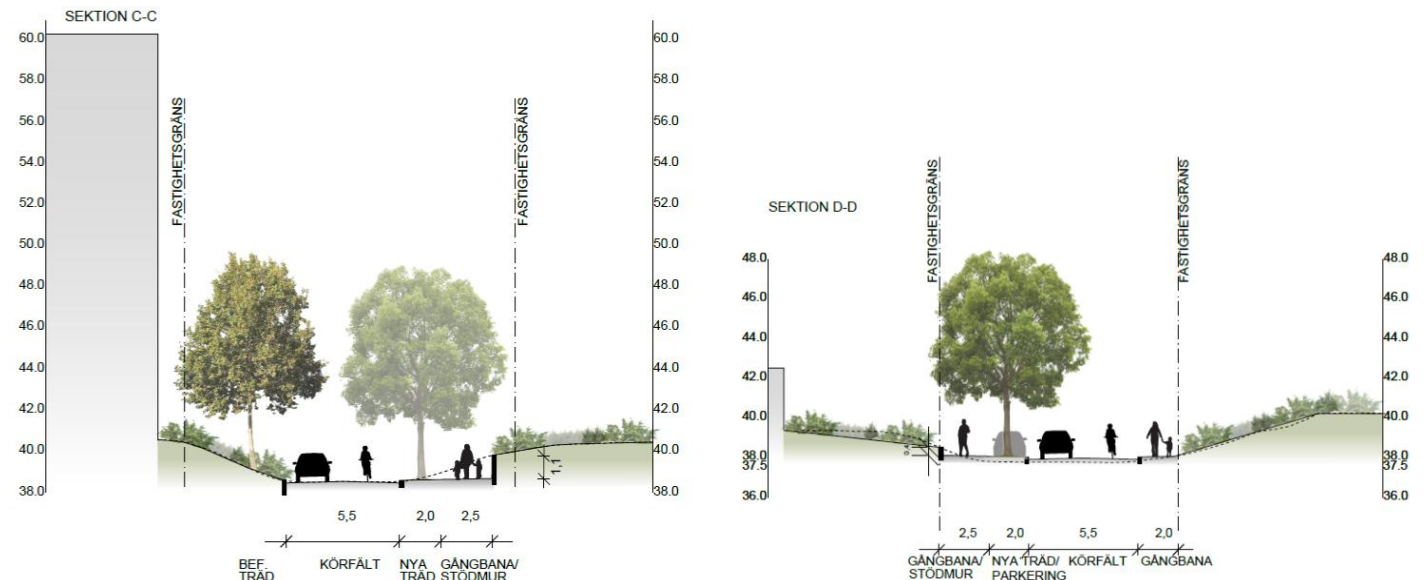 SEKTION C-C
60.0
58.0
56.0
54.0
52.0
50.0
48.0
46.0
44.0
42.0
40.0
38.0
FASTIGHETSGRÄNS
FASTIGHETSGRÄNS
60.0
58.0
56.0
54.0
52.0
50.0
48.0
46.0
44.0
42.0
40.0
38.0
1,1
5,5 2,0 2,5
BEF. TRÄD
KÖRFÄLT
NYA TRÄD
GÅNGBANA/
STÖDMUR
SEKTION D-D
48.0
46.0
44.0
42.0
40.0
38.0
37.5
36.0
FASTIGHETSGRÄNS
FASTIGHETSGRÄNS
48.0
46.0
44.0
42.0
40.0
38.0
37.5
36.0
2,5 2,0 5,5 2,0
GÅNGBANA/
STÖDMUR
NYA TRÄD/
PARKERING
KÖRFÄLT
GÅNGBANA